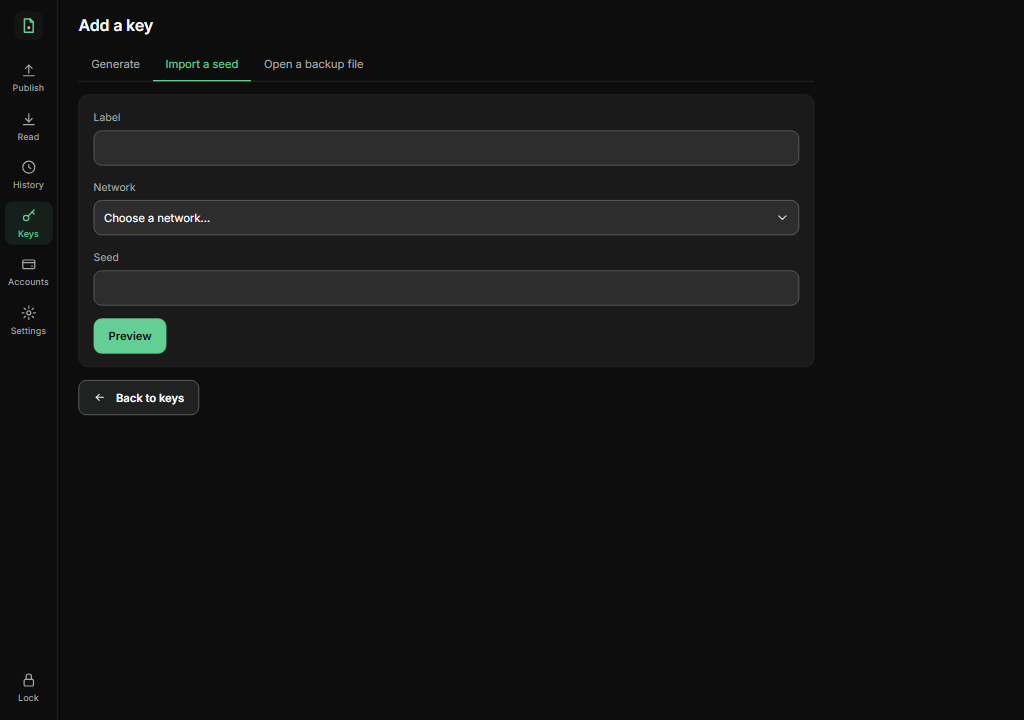 Add a key
Generate
Import a seed
Open a backup file
Publish
Read
History
Keys
Accounts
Settings
Lock
Label
Network
Choose a network...
Seed
Preview
Back to keys